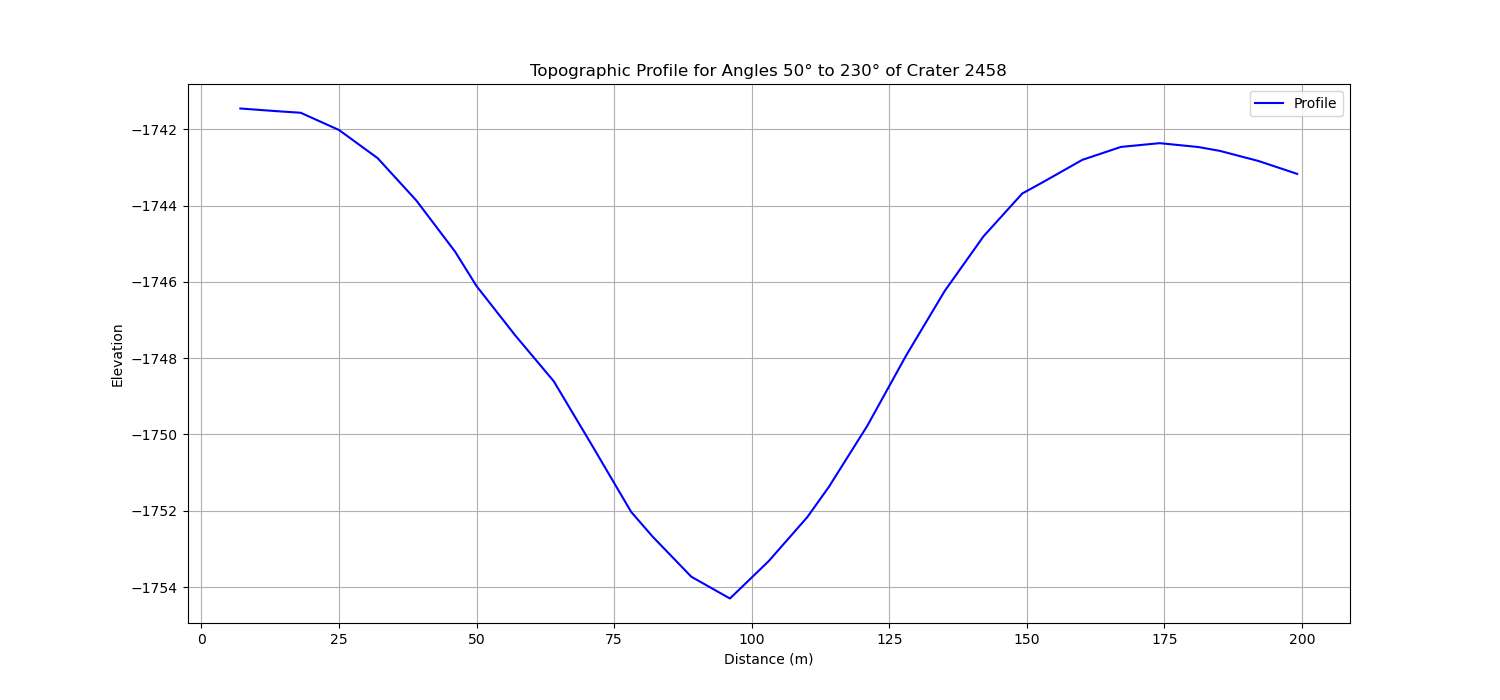 Topographic Profile for Angles 50° to 230° of Crater 2458
Profile
−1742
−1744
−1746
−1748
−1750
−1752
−1754
Elevation
0 25 50 75 100 125 150 175 200
Distance (m)